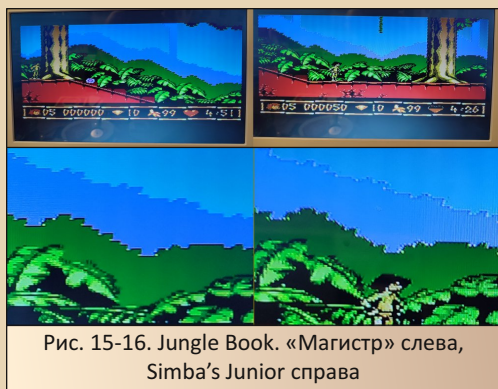 05 000000 10 99 4:51
05 000050 10 99 4:26
Рис. 15-16. Jungle Book. «Магистр» слева,
Simba’s Junior справа